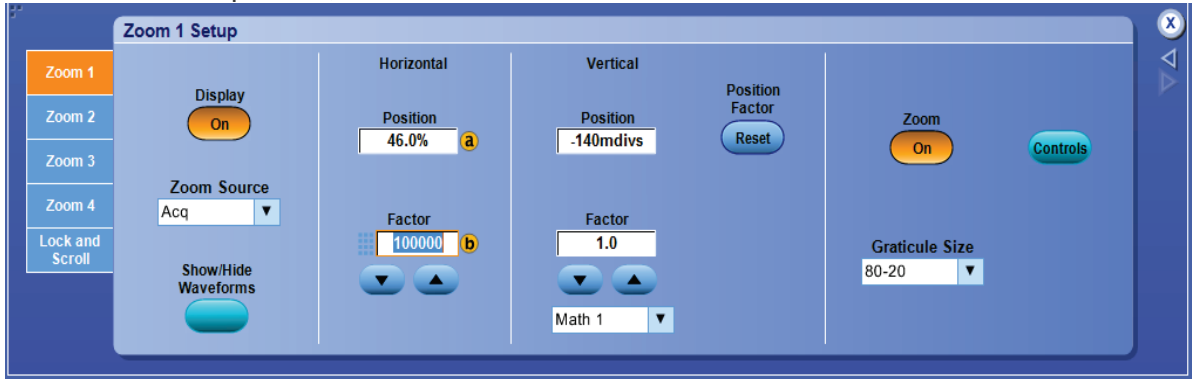 Zoom 1 Setup
X
Zoom 1
Zoom 2
Zoom 3
Zoom 4
Lock and
Scroll
Display
On
Zoom Source
Acq
Show/Hide
Waveforms
Horizontal
Position
46.0%
a
Factor
100000
b
Vertical
Position
-140mdivs
Factor
1.0
Math 1
Position
Factor
Reset
Zoom
On
Controls
Graticule Size
80-20